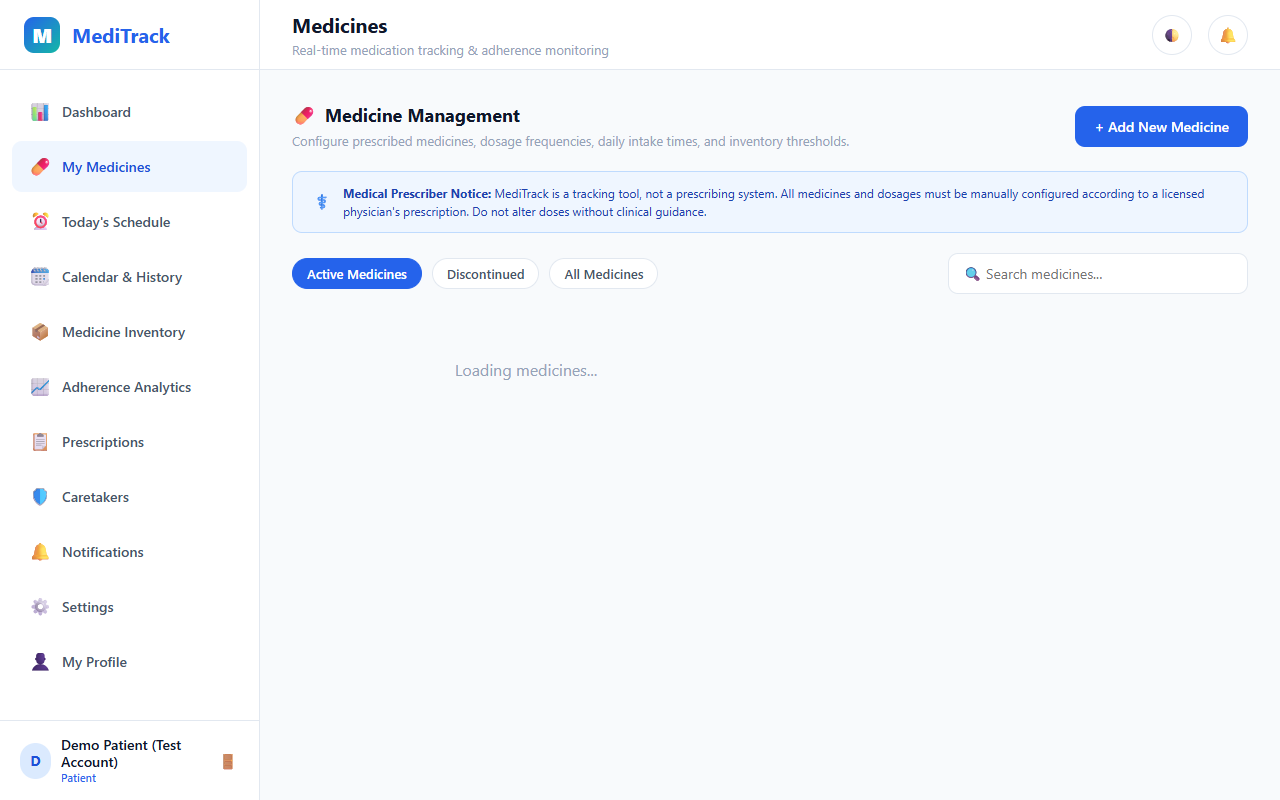 M MediTrack
Medicines
Real-time medication tracking & adherence monitoring
Dashboard
My Medicines
Today's Schedule
Calendar & History
Medicine Inventory
Adherence Analytics
Prescriptions
Caretakers
Notifications
Settings
My Profile
D
Demo Patient (Test
Account)
Patient
Medicine Management
Configure prescribed medicines, dosage frequencies, daily intake times, and inventory thresholds.
+ Add New Medicine
Medical Prescriber Notice: MediTrack is a tracking tool, not a prescribing system. All medicines and dosages must be manually configured according to a licensed
physician's prescription. Do not alter doses without clinical guidance.
Active Medicines
Discontinued
All Medicines
Search medicines...
Loading medicines...